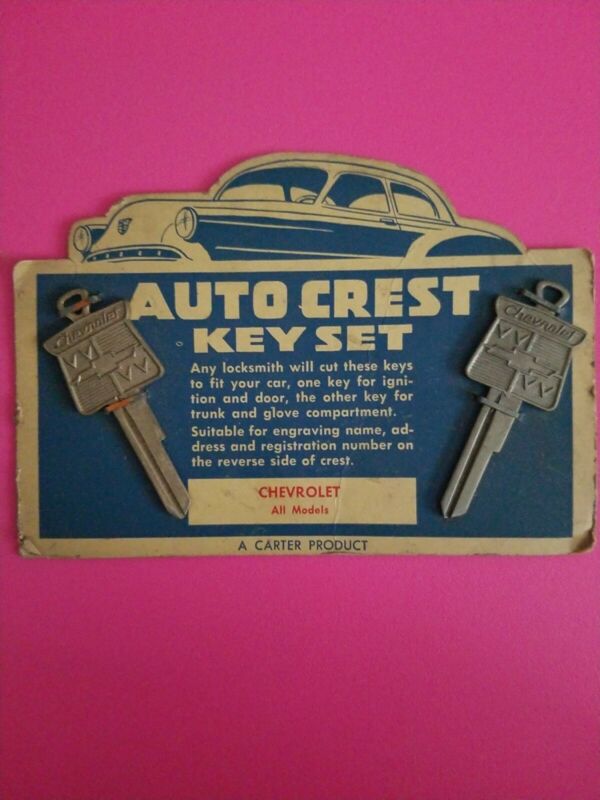 AUTO CREST
KEY SET
Any locksmith will cut these keys
to fit your car, one key for igni-
tion and door, the other key for
trunk and glove compartment.
Suitable for engraving name, ad-
dress and registration number on
the reverse side of crest.
CHEVROLET
All Models
A CARTER PRODUCT
Chevrolet
Chevrolet